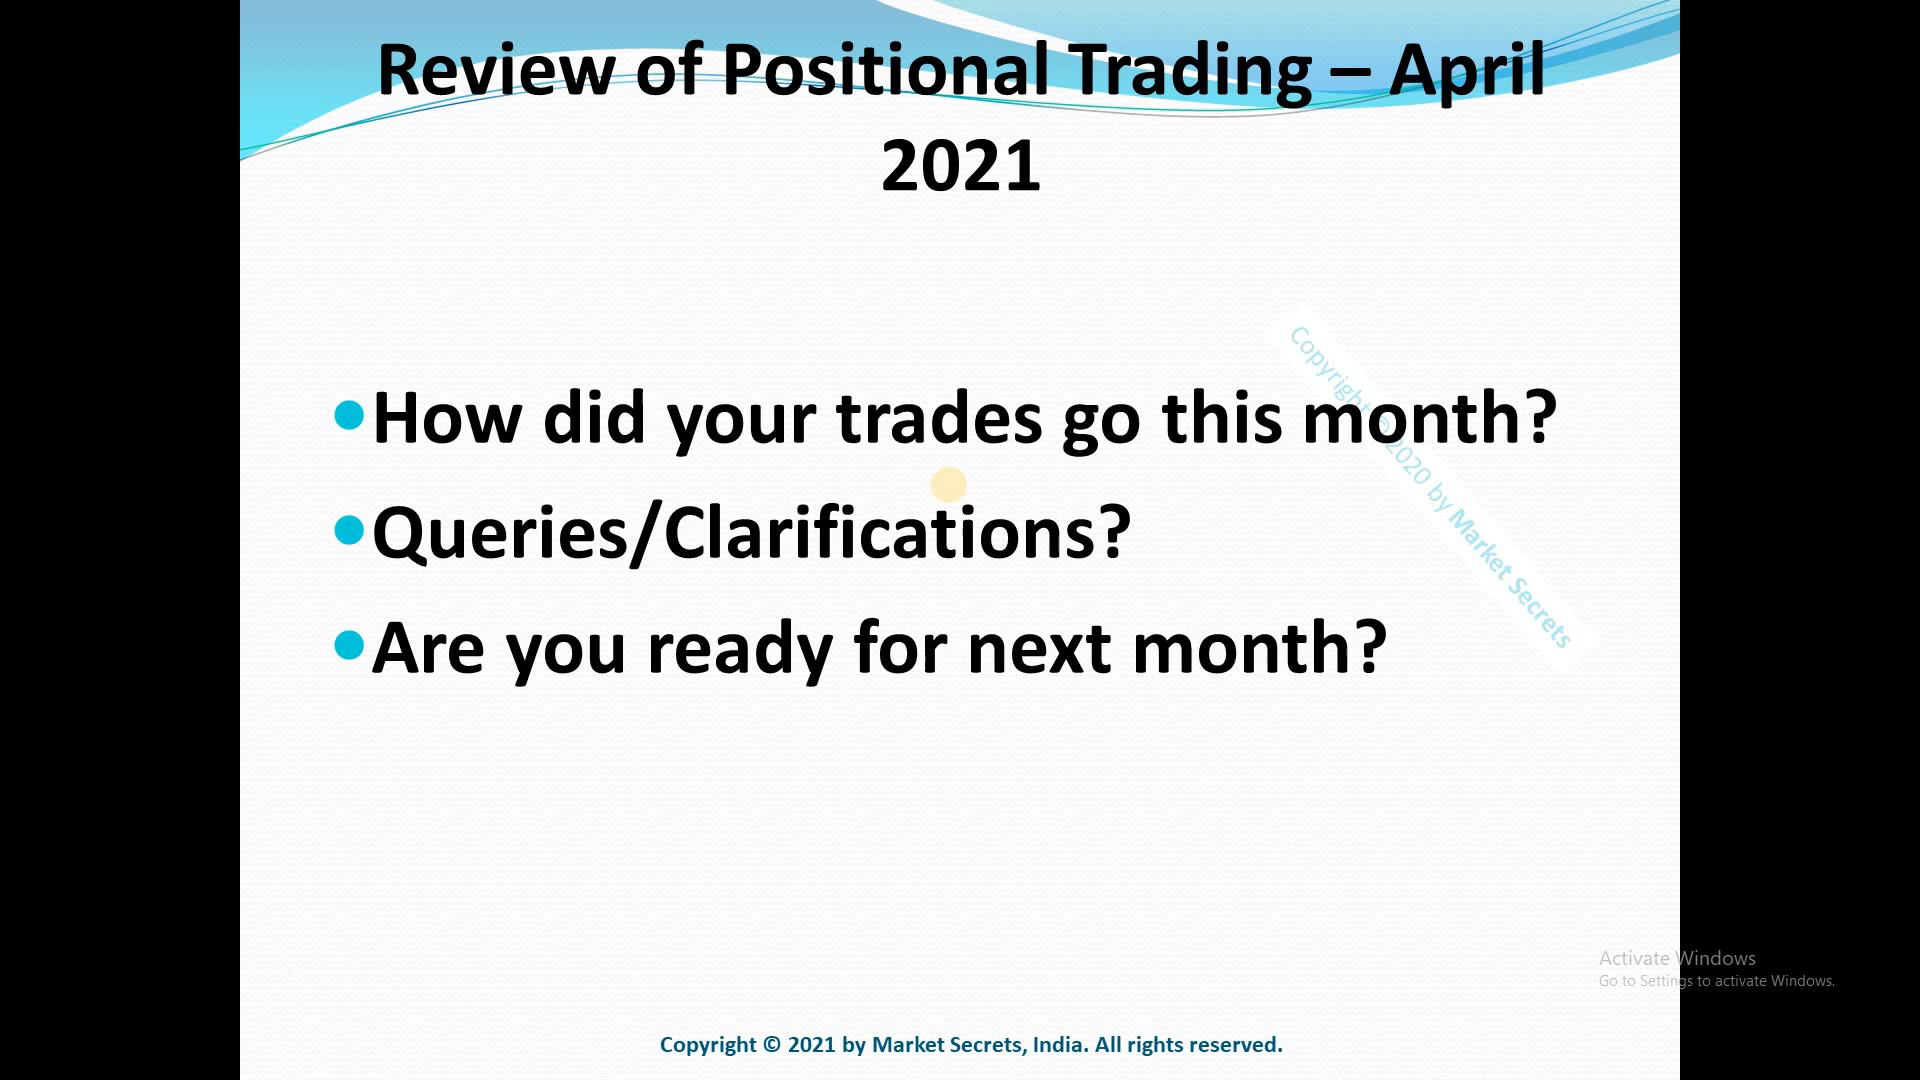 Review of Positional Trading – April
2021
•How did your trades go this month?
•Queries/Clarifications?
•Are you ready for next month?
Copyright © 2020 by Market Secrets
Activate Windows
Go to Settings to activate Windows.
Copyright © 2021 by Market Secrets, India. All rights reserved.